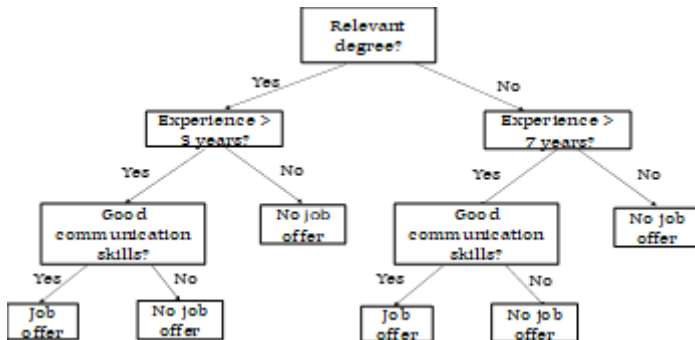 Relevant
degree?
Yes
No
Experience >
3 years?
Experience >
7 years?
Yes
No
Yes
No
Good
communication
skills?
No job
offer
Good
communication
skills?
No job
offer
Yes
No
Yes
No
Job
offer
No job
offer
Job
offer
No job
offer